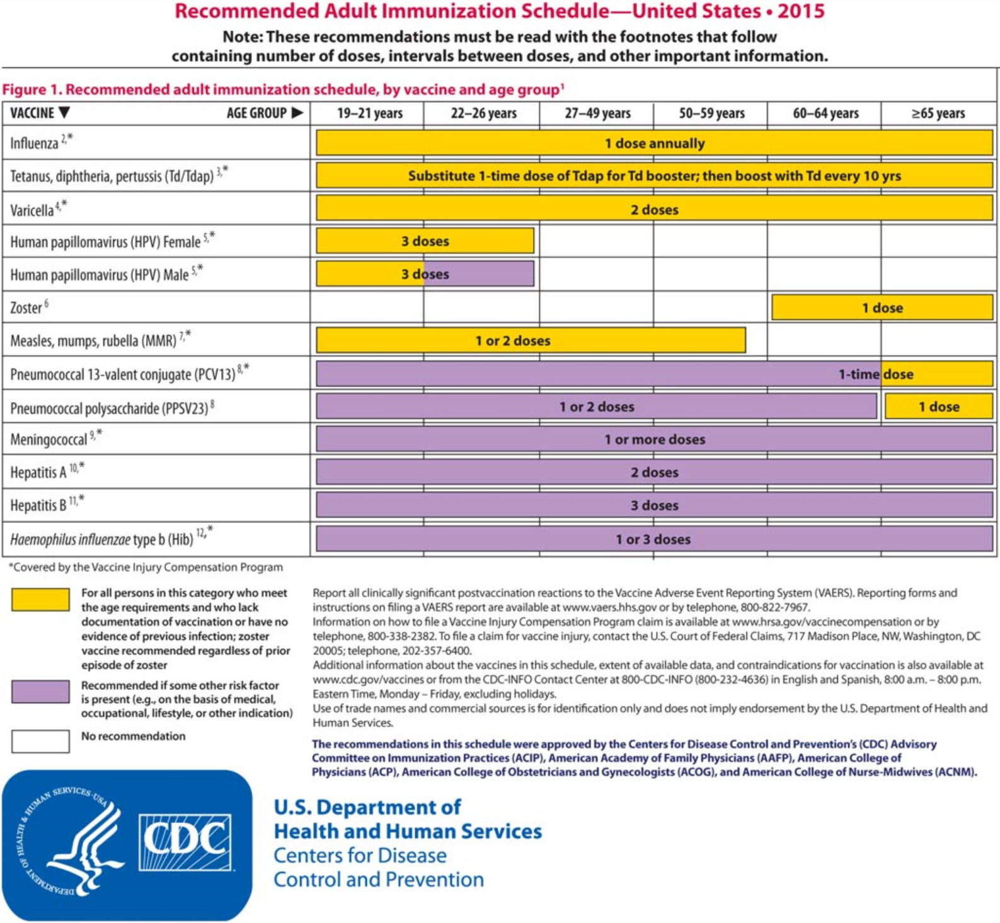 Recommended Adult Immunization Schedule—United States • 2015
Note: These recommendations must be read with the footnotes that follow
containing number of doses, intervals between doses, and other important information.
Figure 1. Recommended adult immunization schedule, by vaccine and age group1
VACCINE ▼ AGE GROUP ► 19–21 years 22–26 years 27–49 years 50–59 years 60–64 years ≥65 years
Influenza 2,* 1 dose annually
Tetanus, diphtheria, pertussis (Td/Tdap) 3,* Substitute 1-time dose of Tdap for Td booster; then boost with Td every 10 yrs
Varicella 4,* 2 doses
Human papillomavirus (HPV) Female 5,* 3 doses
Human papillomavirus (HPV) Male 5,* 3 doses
Zoster 6 1 dose
Measles, mumps, rubella (MMR) 7,* 1 or 2 doses
Pneumococcal 13-valent conjugate (PCV13) 8,* 1-time dose
Pneumococcal polysaccharide (PPSV23) 8 1 or 2 doses 1 dose
Meningococcal 9,* 1 or more doses
Hepatitis A 10,* 2 doses
Hepatitis B 11,* 3 doses
Haemophilus influenzae type b (Hib) 12,* 1 or 3 doses
*Covered by the Vaccine Injury Compensation Program
For all persons in this category who meet
the age requirements and who lack
documentation of vaccination or have no
evidence of previous infection; zoster
vaccine recommended regardless of prior
episode of zoster
Recommended if some other risk factor
is present (e.g., on the basis of medical,
occupational, lifestyle, or other indication)
No recommendation
Report all clinically significant postvaccination reactions to the Vaccine Adverse Event Reporting System (VAERS). Reporting forms and
instructions on filing a VAERS report are available at www.vaers.hhs.gov or by telephone, 800-822-7967.
Information on how to file a Vaccine Injury Compensation Program claim is available at www.hrsa.gov/vaccinecompensation or by
telephone, 800-338-2382. To file a claim for vaccine injury, contact the U.S. Court of Federal Claims, 717 Madison Place, NW, Washington, DC
20005; telephone, 202-357-6400.
Additional information about the vaccines in this schedule, extent of available data, and contraindications for vaccination is also available at
www.cdc.gov/vaccines or from the CDC-INFO Contact Center at 800-CDC-INFO (800-232-4636) in English and Spanish, 8:00 a.m. – 8:00 p.m.
Eastern Time, Monday – Friday, excluding holidays.
Use of trade names and commercial sources is for identification only and does not imply endorsement by the U.S. Department of Health and
Human Services.
The recommendations in this schedule were approved by the Centers for Disease Control and Prevention's (CDC) Advisory
Committee on Immunization Practices (ACIP), American Academy of Family Physicians (AAFP), American College of
Physicians (ACP), American College of Obstetricians and Gynecologists (ACOG), and American College of Nurse-Midwives (ACNM).
DEPARTMENT OF HEALTH & HUMAN SERVICES·USA
CDC
U.S. Department of
Health and Human Services
Centers for Disease
Control and Prevention